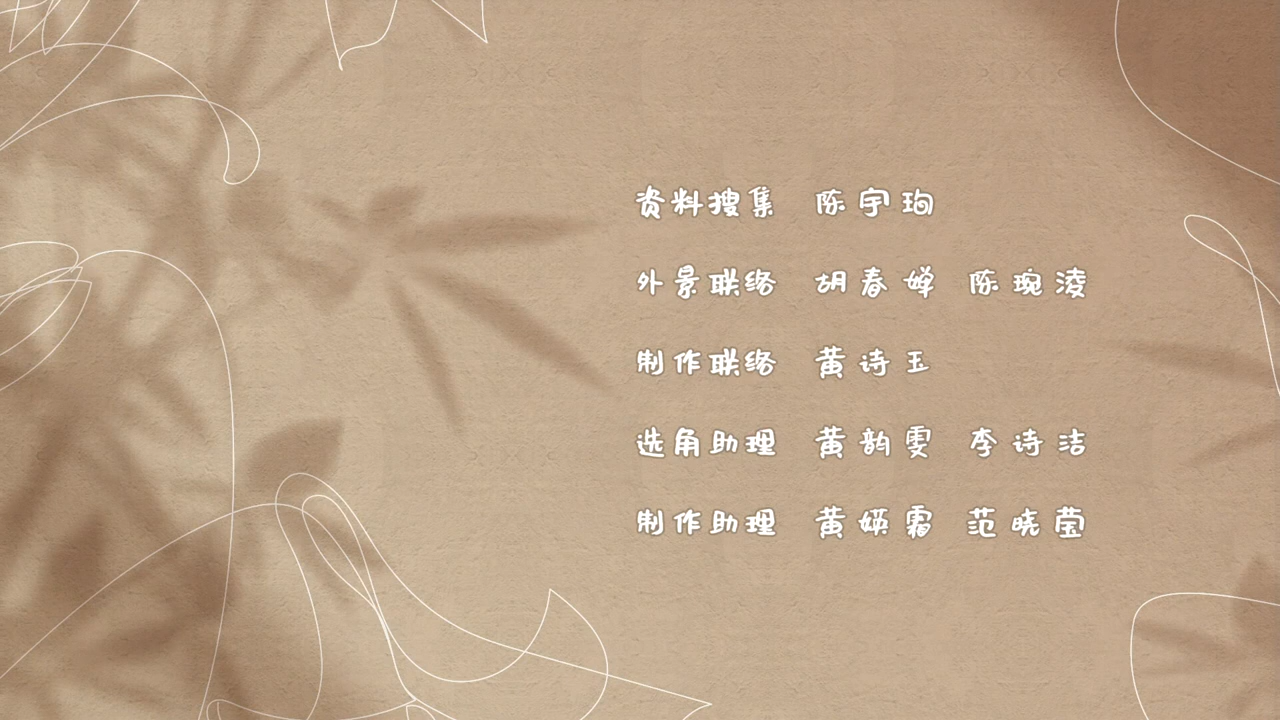 资料搜集 陈宇珣
外景联络 胡春婵 陈琬淩
制作联络 黄诗玉
选角助理 黄韵雯 李诗洁
制作助理 黄媖霜 范晓莹